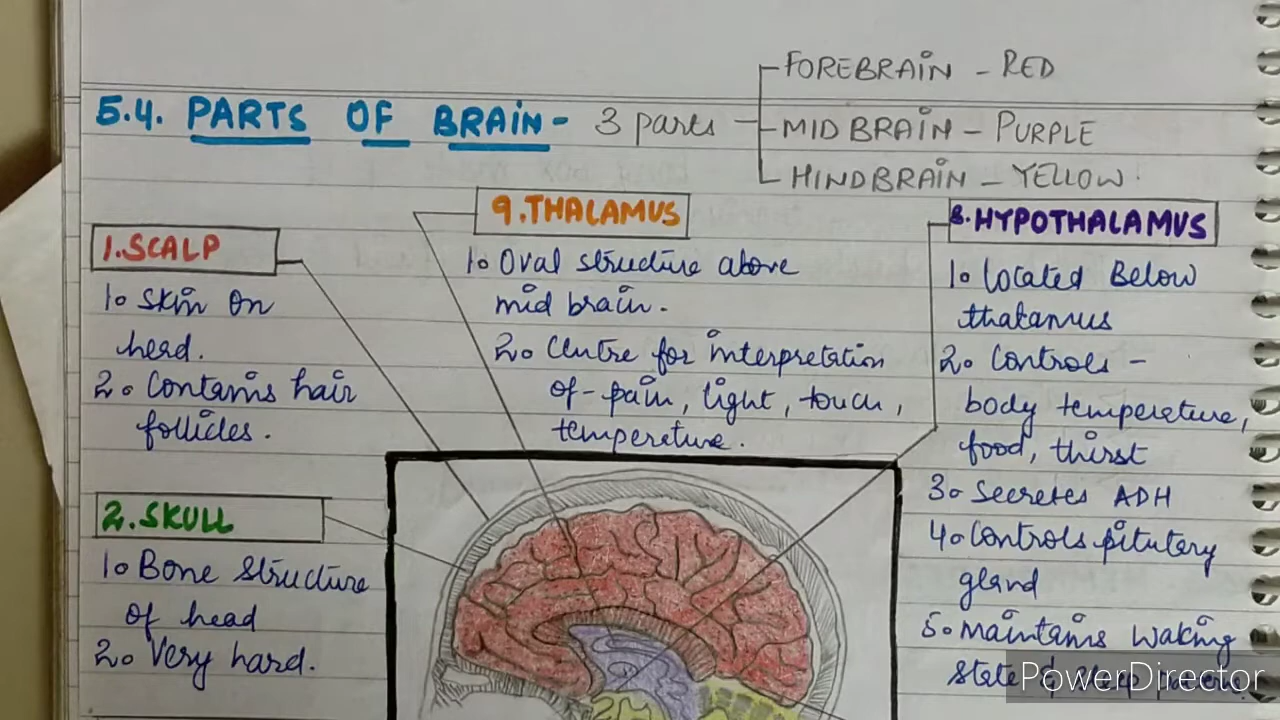 FOREBRAIN - RED
5.4. PARTS OF BRAIN - 3 parts
MID BRAIN - PURPLE
HINDBRAIN - YELLOW
1. SCALP
1. Skin on
head.
2. Contains hair
follicles.
2. SKULL
1. Bone structure
of head
2. Very hard.
9. THALAMUS
1. Oval structure above
mid brain.
2. Centre for interpretation
of - pain, light, touch,
temperature.
8. HYPOTHALAMUS
1. Located Below
thalamus
2. Controls -
body temperature,
food, thirst
3. Secretes ADH
4. Controls pitutery
gland
5. Maintains waking
state & sleep
PowerDirector